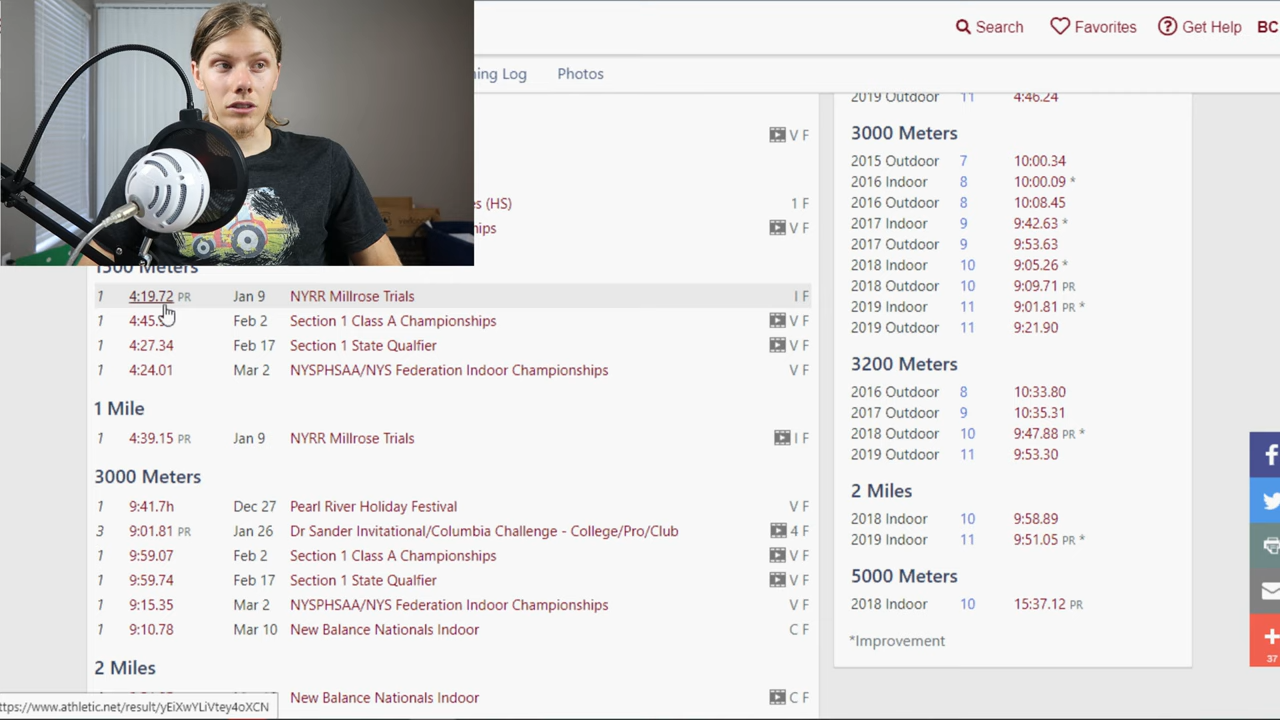 Search Favorites Get Help BC
ing Log Photos
V F
s (HS) 1 F
ships V F
1500 Meters
1 4:19.72 PR Jan 9 NYRR Millrose Trials I F
1 4:45. Feb 2 Section 1 Class A Championships V F
1 4:27.34 Feb 17 Section 1 State Qualfier V F
1 4:24.01 Mar 2 NYSPHSAA/NYS Federation Indoor Championships V F
1 Mile
1 4:39.15 PR Jan 9 NYRR Millrose Trials I F
3000 Meters
1 9:41.7h Dec 27 Pearl River Holiday Festival V F
3 9:01.81 PR Jan 26 Dr Sander Invitational/Columbia Challenge - College/Pro/Club 4 F
1 9:59.07 Feb 2 Section 1 Class A Championships V F
1 9:59.74 Feb 17 Section 1 State Qualfier V F
1 9:15.35 Mar 2 NYSPHSAA/NYS Federation Indoor Championships V F
1 9:10.78 Mar 10 New Balance Nationals Indoor C F
2 Miles
New Balance Nationals Indoor C F
ttps://www.athletic.net/result/yEiXwYLiVtey4oXCN
2019 Outdoor 11 4:46.24
3000 Meters
2015 Outdoor 7 10:00.34
2016 Indoor 8 10:00.09 *
2016 Outdoor 8 10:08.45
2017 Indoor 9 9:42.63 *
2017 Outdoor 9 9:53.63
2018 Indoor 10 9:05.26 *
2018 Outdoor 10 9:09.71 PR
2019 Indoor 11 9:01.81 PR *
2019 Outdoor 11 9:21.90
3200 Meters
2016 Outdoor 8 10:33.80
2017 Outdoor 9 10:35.31
2018 Outdoor 10 9:47.88 PR *
2019 Outdoor 11 9:53.30
2 Miles
2018 Indoor 10 9:58.89
2019 Indoor 11 9:51.05 PR *
5000 Meters
2018 Indoor 10 15:37.12 PR
*Improvement
37